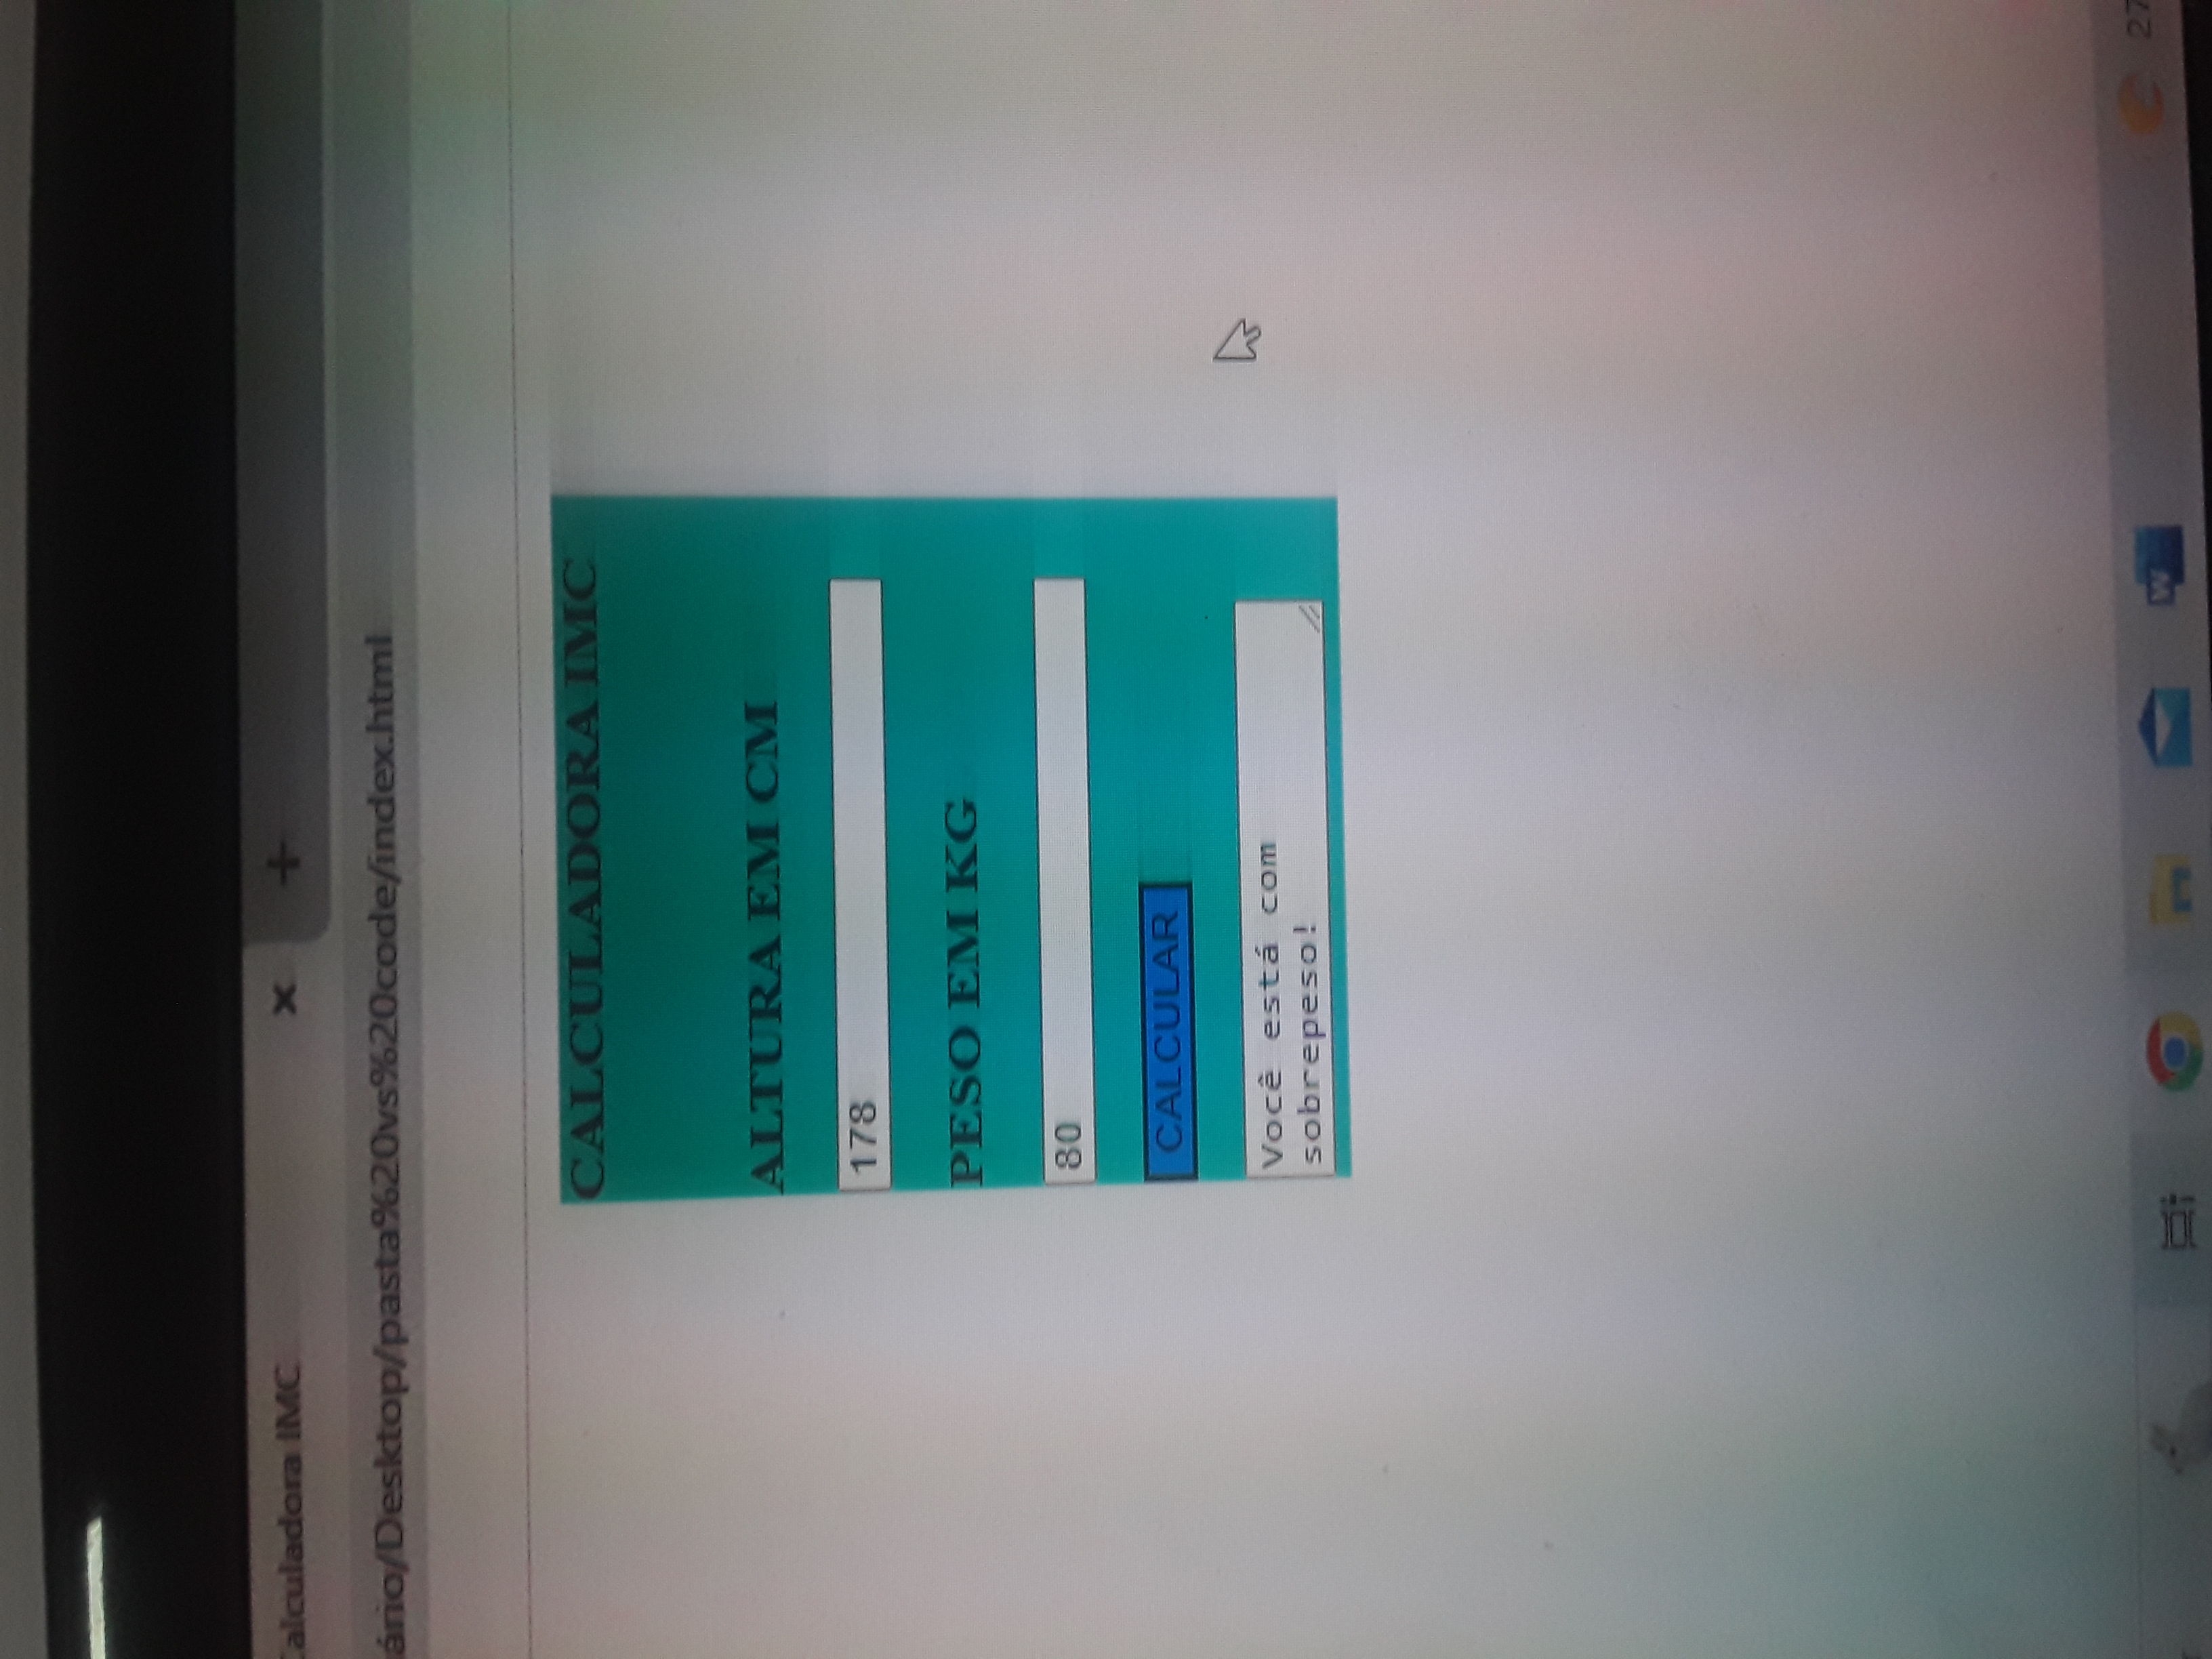 Calculadora IMC
ário/Desktop/pasta%20vs%20code/index.html
CALCULADORA IMC
ALTURA EM CM
178
PESO EM KG
80
CALCULAR
Você está com
sobrepeso!
W
27